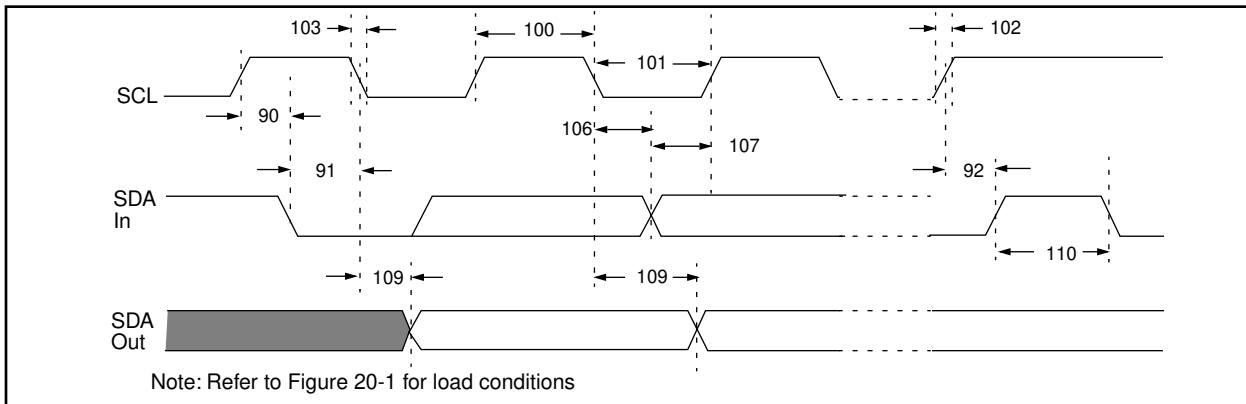 103
100
102
101
SCL
90
106
107
91
92
SDA
In
109
109
110
SDA
Out
Note: Refer to Figure 20-1 for load conditions